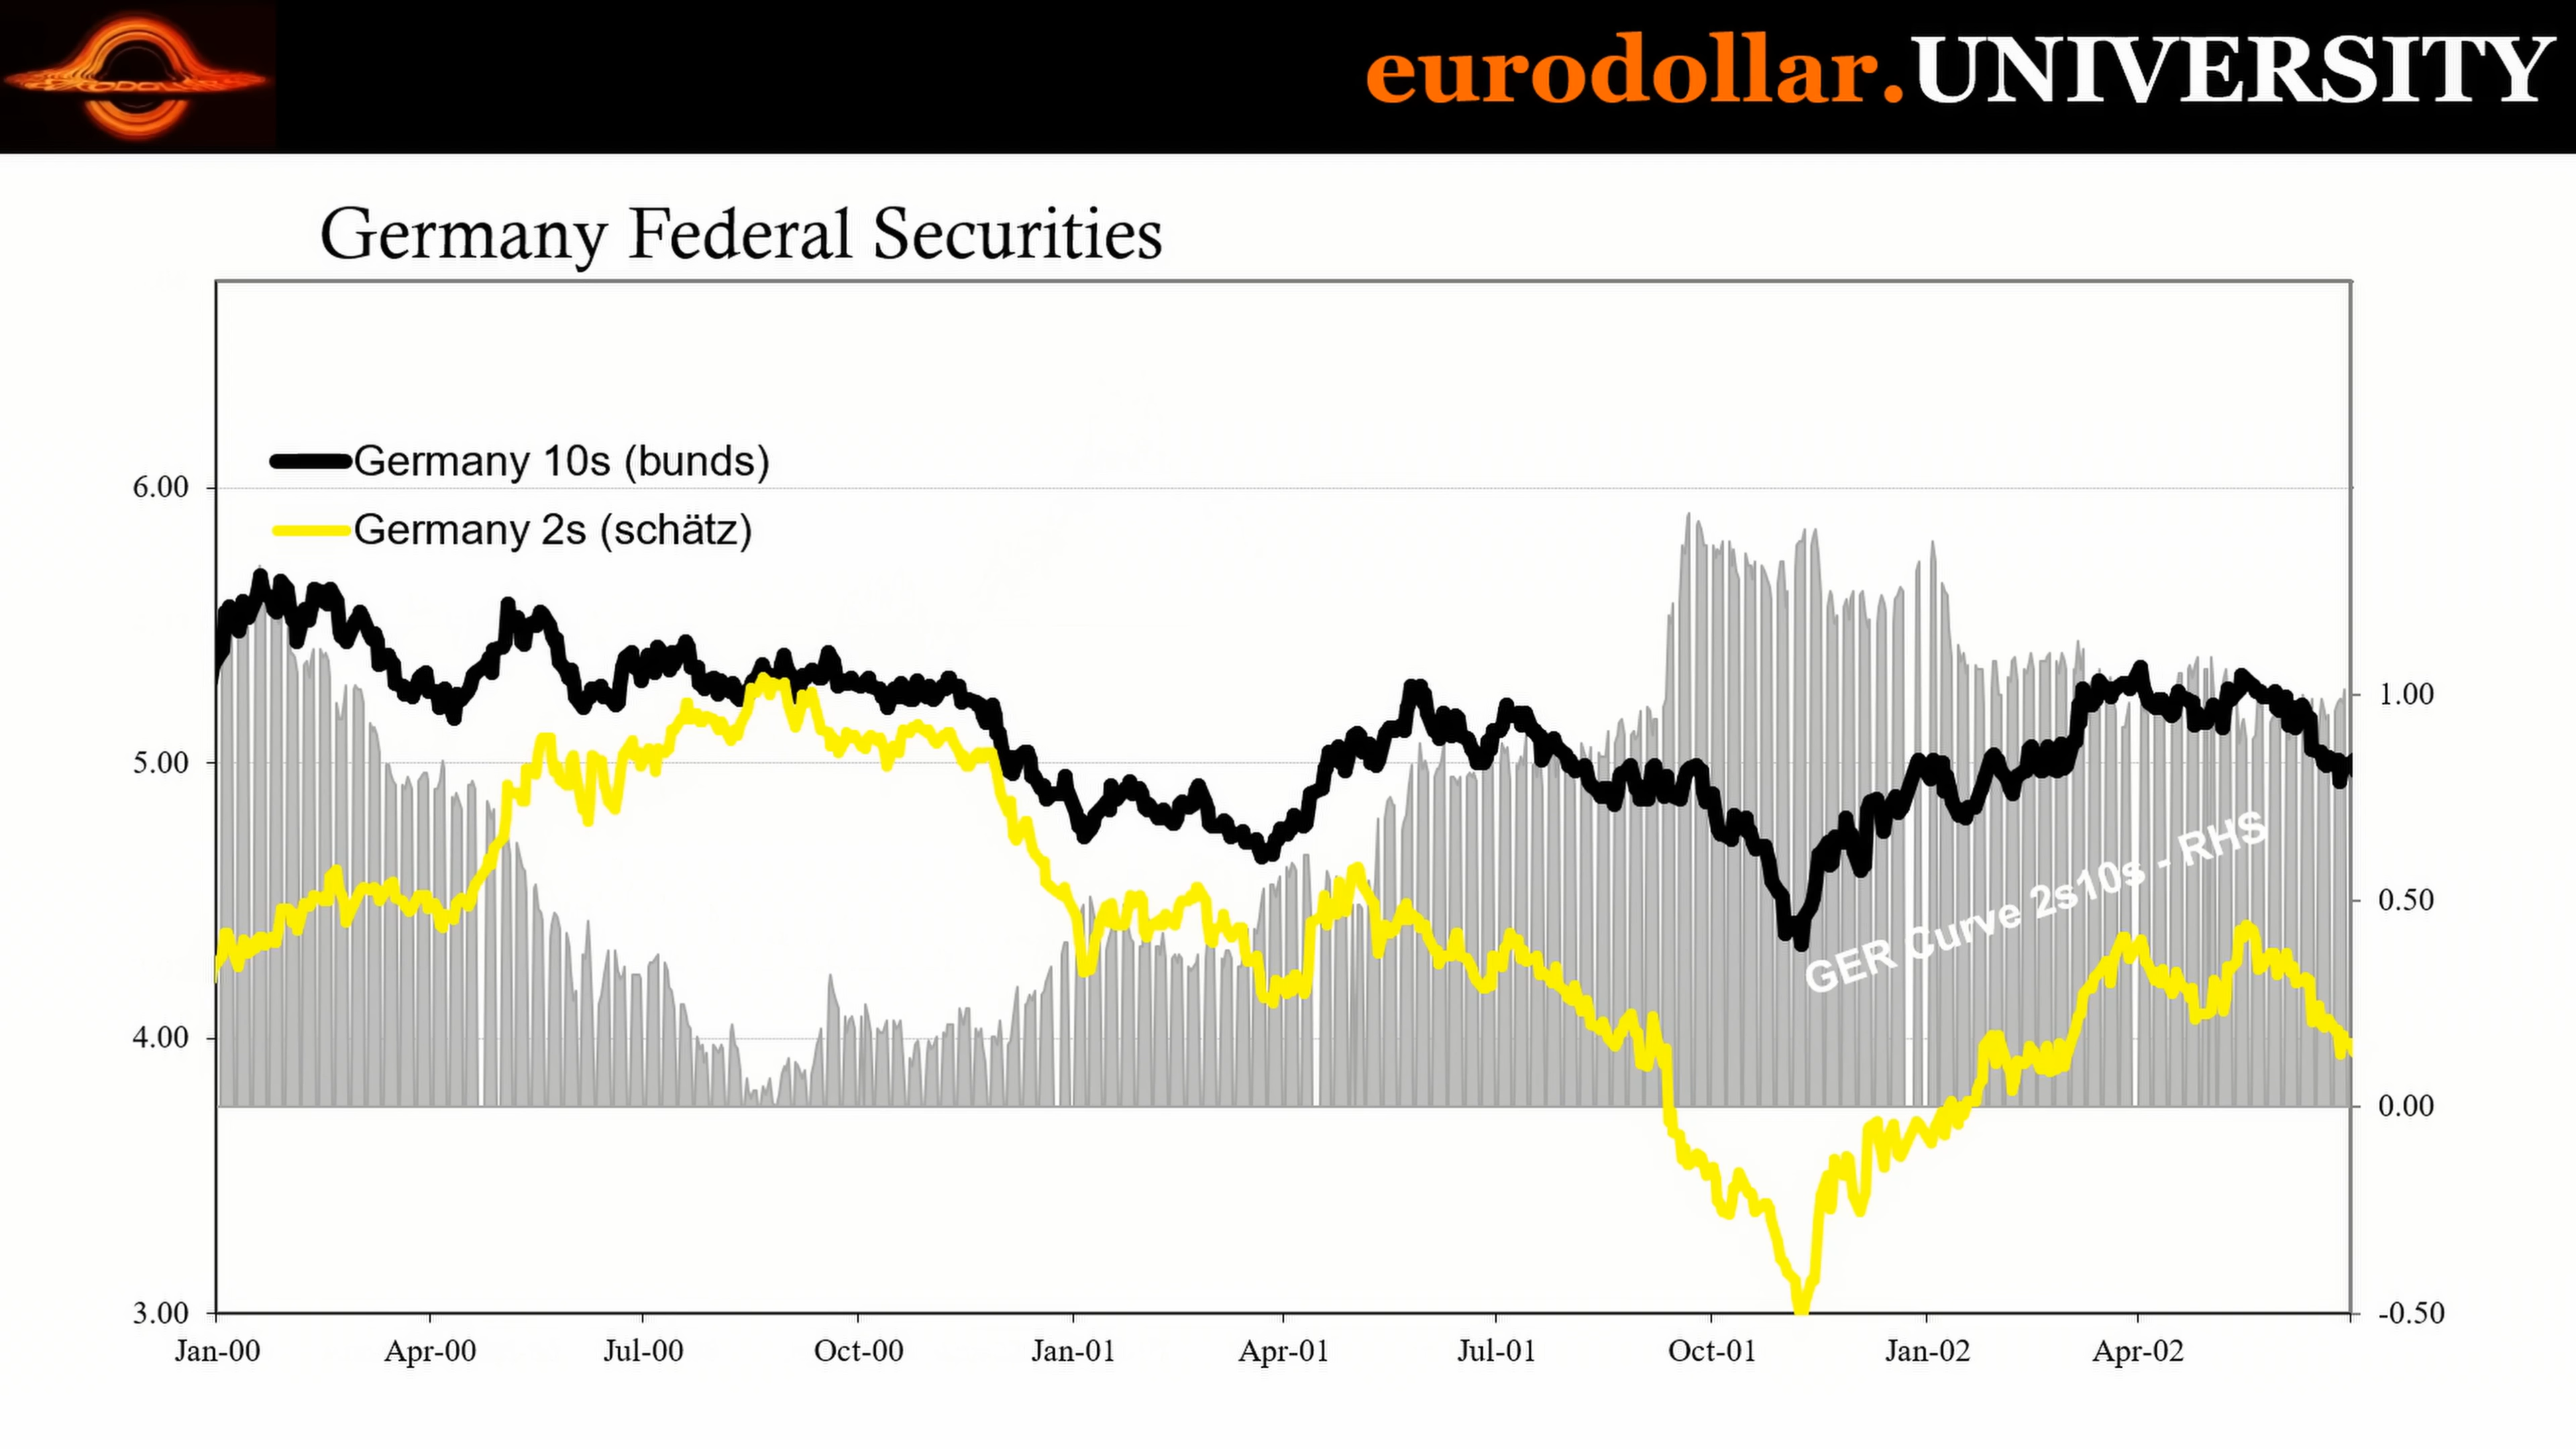 eurodollar.UNIVERSITY
Germany Federal Securities
Germany 10s (bunds)
6.00
Germany 2s (schätz)
1.00
5.00
GER Curve 2s10s - RHS
0.50
4.00
0.00
3.00
-0.50
Jan-00 Apr-00 Jul-00 Oct-00 Jan-01 Apr-01 Jul-01 Oct-01 Jan-02 Apr-02